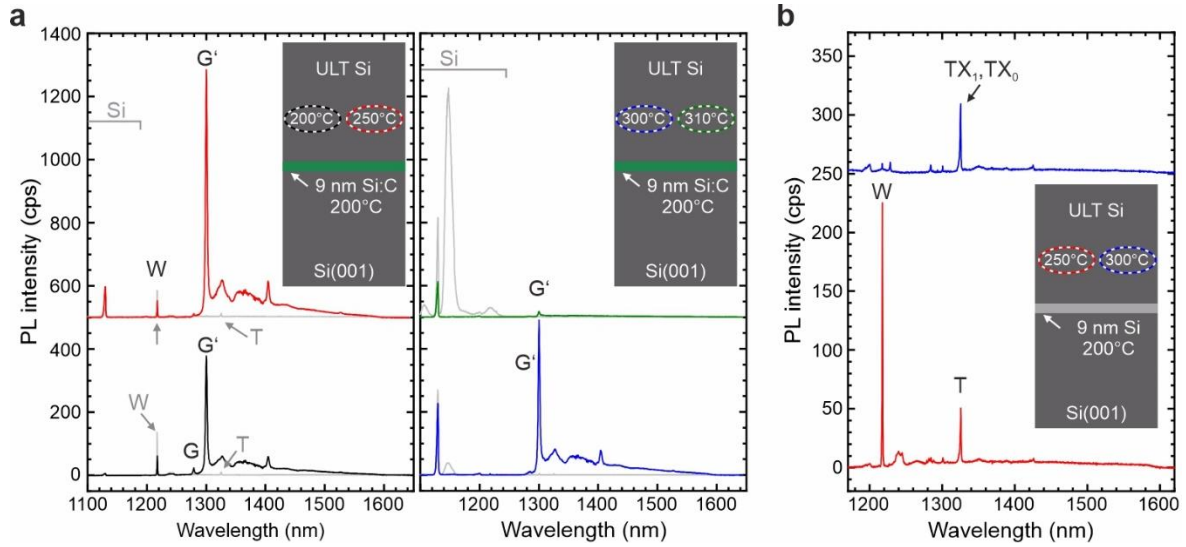 a
1400
1200
1000
800
600
400
200
0
PL intensity (cps)
Si
G‘
W
T
ULT Si
200°C 250°C
9 nm Si:C
200°C
Si(001)
W
G
G‘
T
1100 1200 1300 1400 1500 1600
Wavelength (nm)
Si
G‘
ULT Si
300°C 310°C
9 nm Si:C
200°C
Si(001)
G‘
1200 1300 1400 1500 1600
Wavelength (nm)
b
350
300
250
200
150
100
50
0
PL intensity (cps)
TX1,TX0
W
T
ULT Si
250°C 300°C
9 nm Si
200°C
Si(001)
1200 1300 1400 1500 1600
Wavelength (nm)